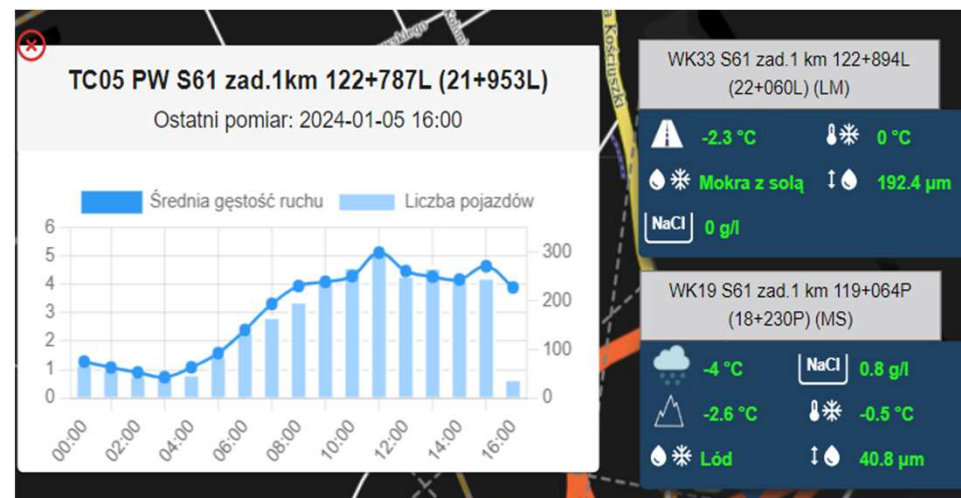 TC05 PW S61 zad.1km 122+787L (21+953L)
Ostatni pomiar: 2024-01-05 16:00
Średnia gęstość ruchu
Liczba pojazdów
6
5
4
3
2
1
0
300
200
100
0
00:00
02:00
04:00
06:00
08:00
10:00
12:00
14:00
16:00
Kościuszki
WK33 S61 zad.1 km 122+894L
(22+060L) (LM)
-2.3 °C
0 °C
Mokra z solą
192.4 µm
NaCl
0 g/l
WK19 S61 zad.1 km 119+064P
(18+230P) (MS)
-4 °C
NaCl
0.8 g/l
-2.6 °C
-0.5 °C
Lód
40.8 µm